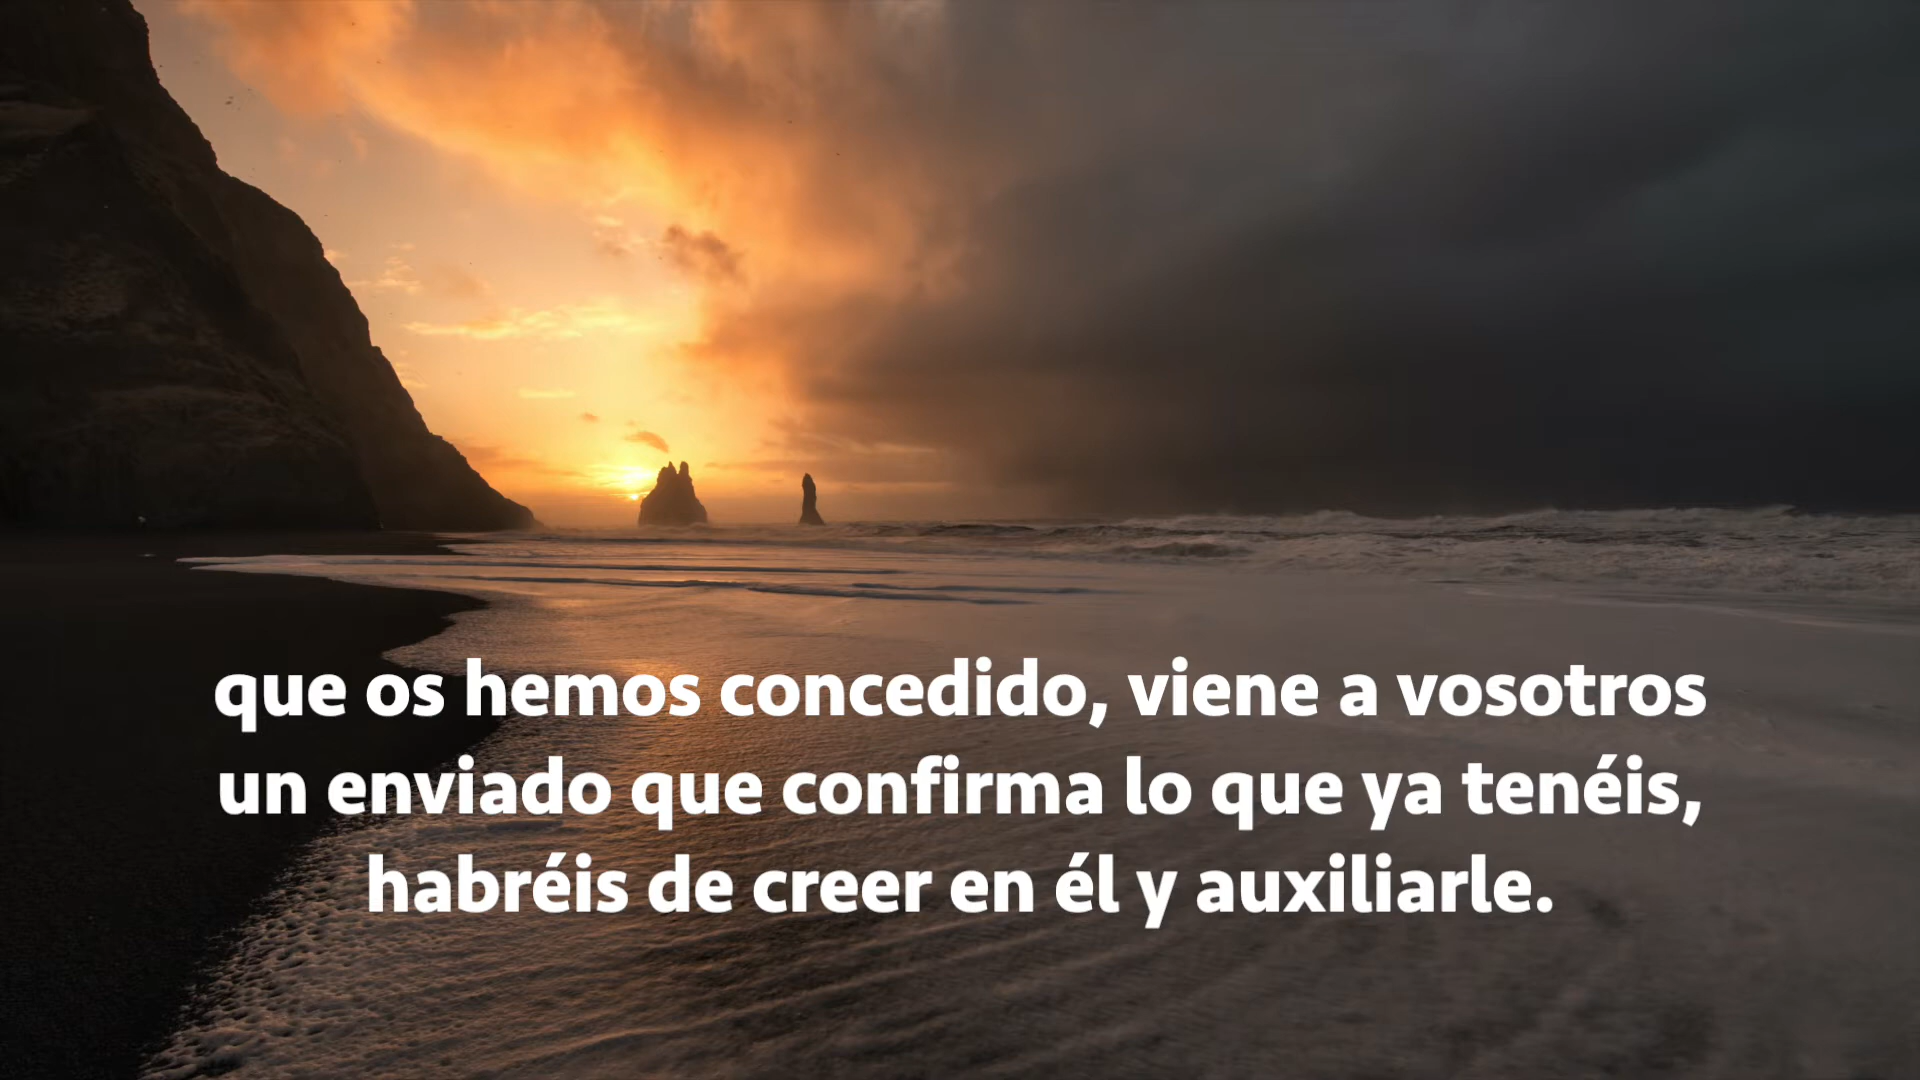 que os hemos concedido, viene a vosotros
un enviado que confirma lo que ya tenéis,
habréis de creer en él y auxiliarle.